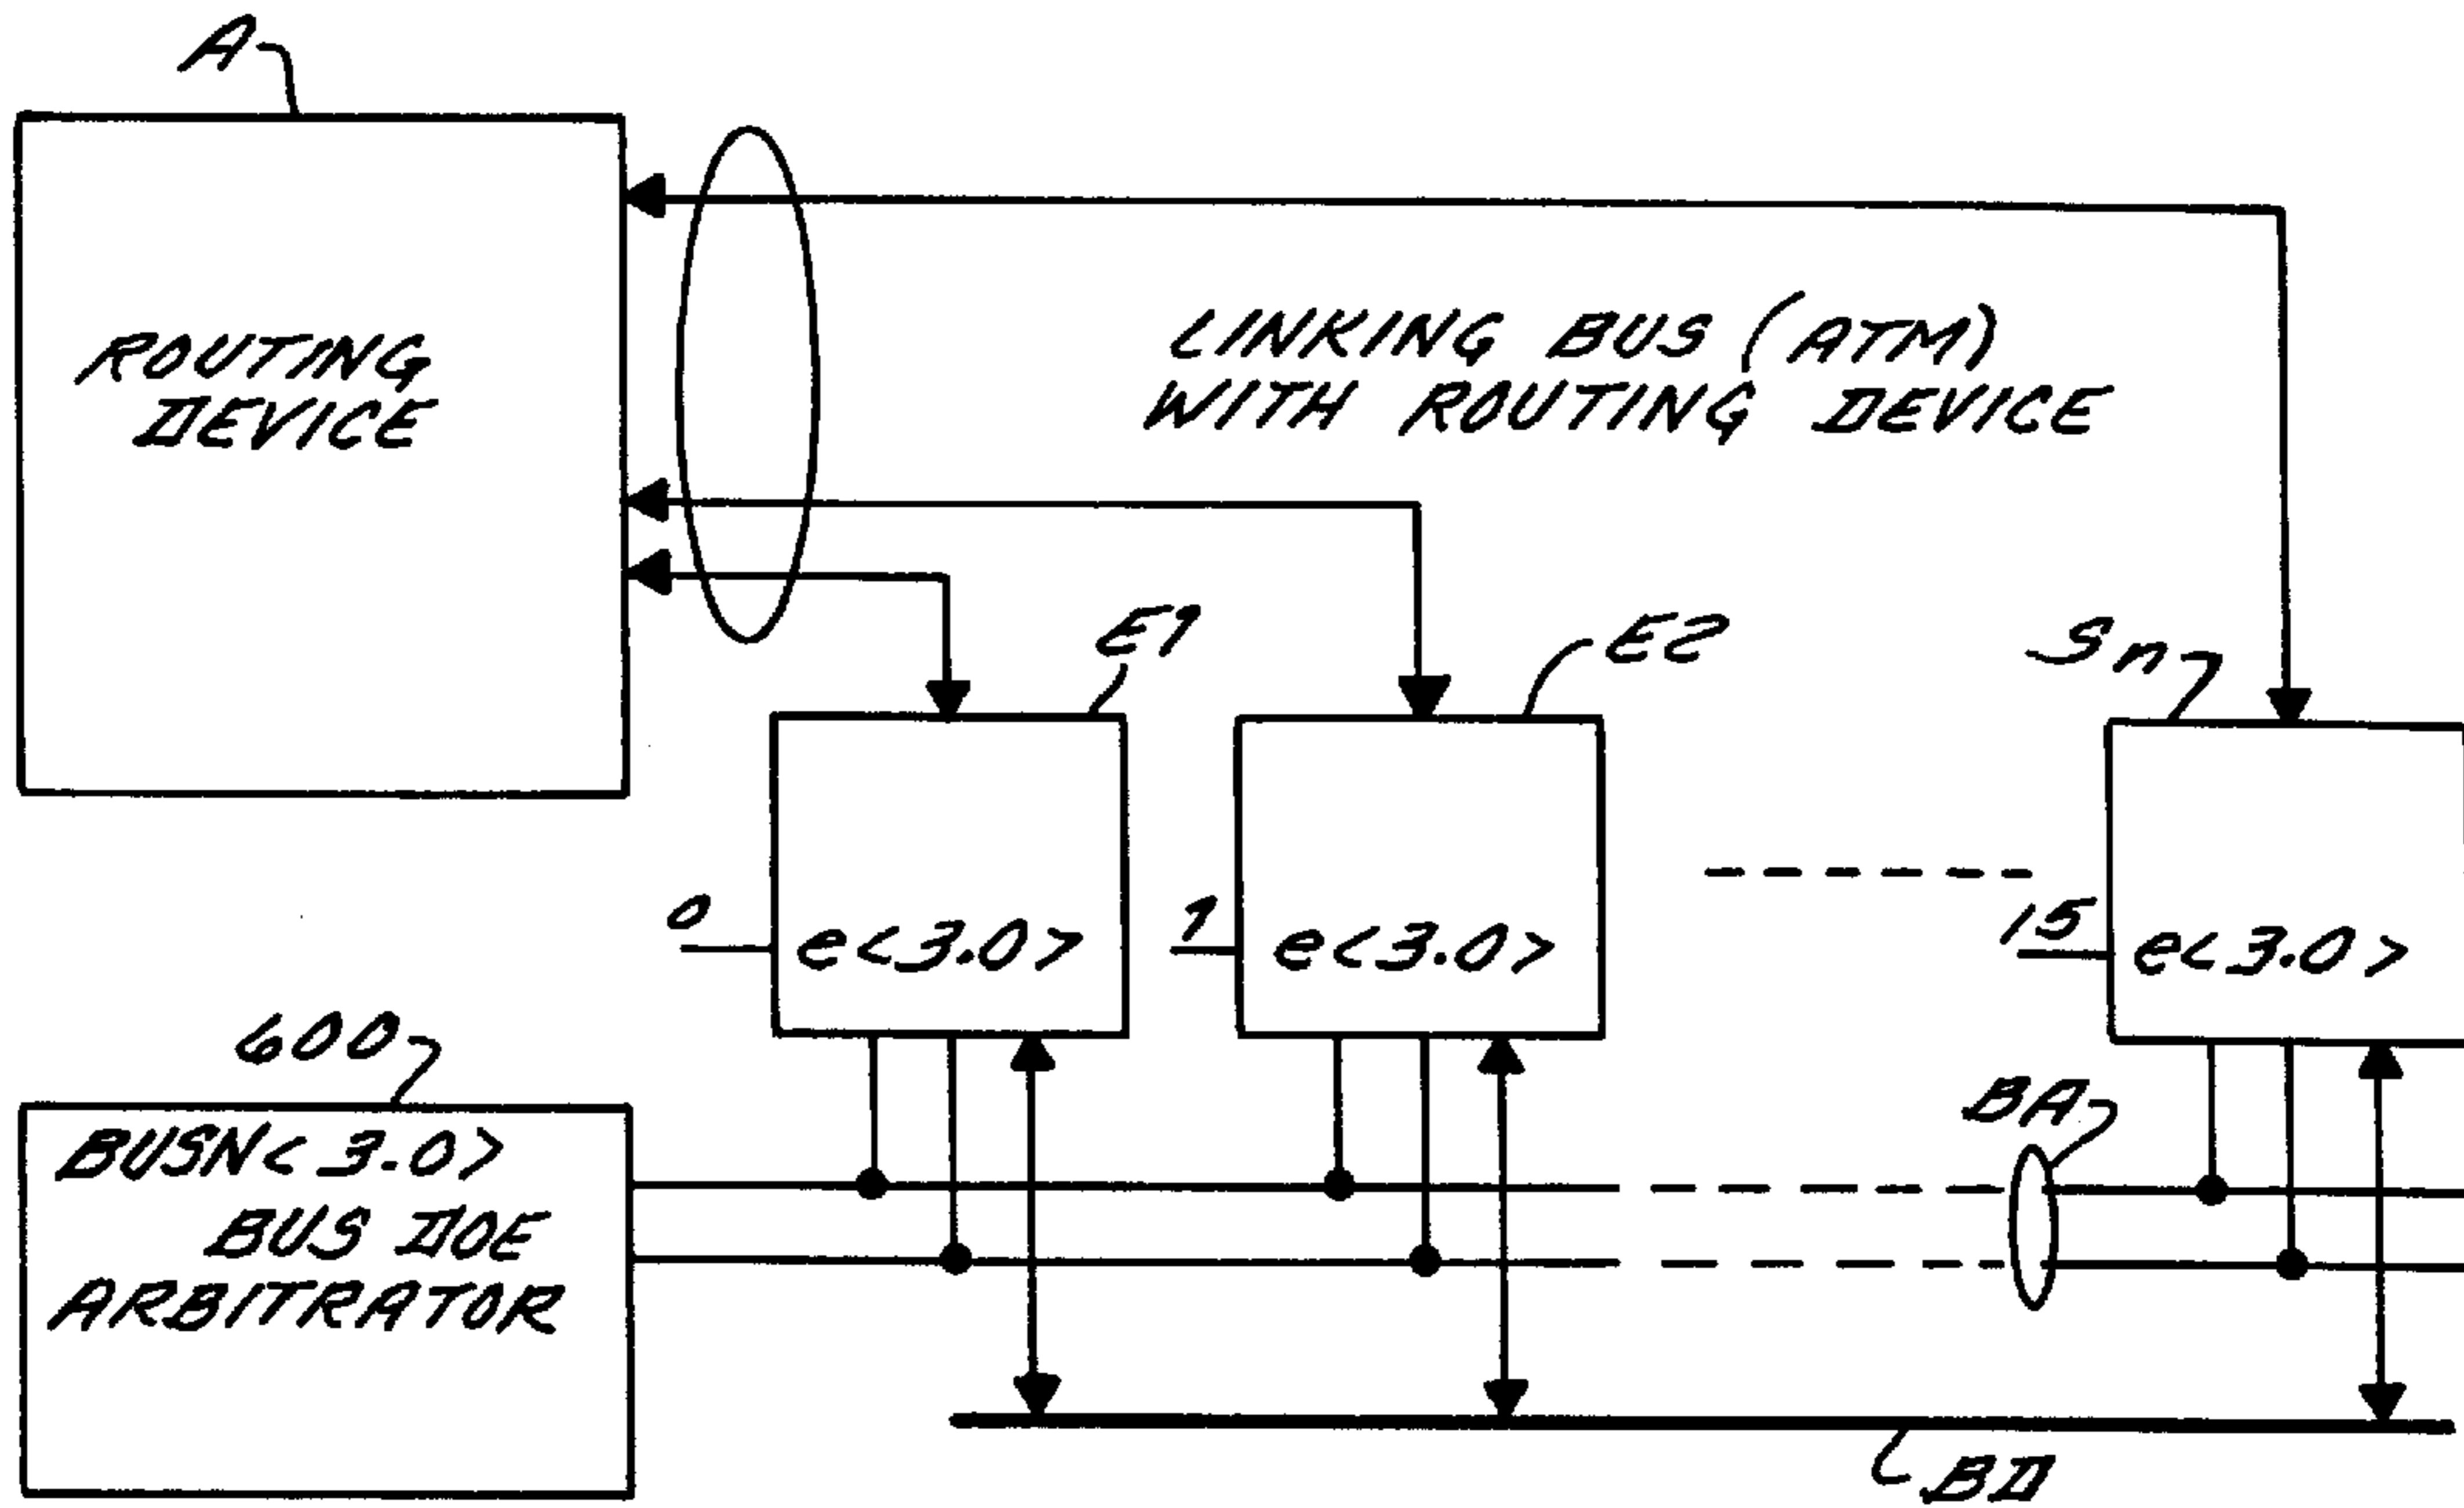 A
ROUTING
DEVICE
LINKING BUS (ATM)
WITH ROUTING DEVICE
E1
E2
Sn
0
e<3.0>
1
e<3.0>
15
e<3.0>
600
BUSN<3.0>
BUS DOE
ARBITRATOR
BA
BD